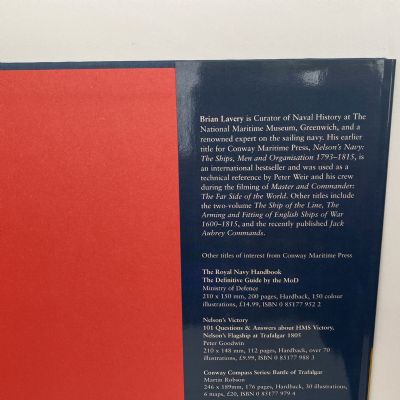 Brian Lavery is Curator of Naval History at The
National Maritime Museum, Greenwich, and a
renowned expert on the sailing navy. His earlier
title for Conway Maritime Press, Nelson's Navy:
The Ships, Men and Organisation 1793–1815, is
an international bestseller and was used as a
technical reference by Peter Weir and his crew
during the filming of Master and Commander:
The Far Side of the World. Other titles include
the two-volume The Ship of the Line, The
Arming and Fitting of English Ships of War
1600–1815, and the recently published Jack
Aubrey Commands.
Other titles of interest from Conway Maritime Press
The Royal Navy Handbook
The Definitive Guide by the MoD
Ministry of Defence
210 x 150 mm, 200 pages, Hardback, 150 colour
illustrations, £14.99, ISBN 0 85177 952 2
Nelson's Victory
101 Questions & Answers about HMS Victory,
Nelson's Flagship at Trafalgar 1805
Peter Goodwin
210 x 148 mm, 112 pages, Hardback, over 70
illustrations, £9.99, ISBN 0 85177 988 3
Conway Compass Series: Battle of Trafalgar
Martin Robson
246 x 189mm, 176 pages, Hardback, 30 illustrations,
6 maps, £20, ISBN 0 85177 979 4